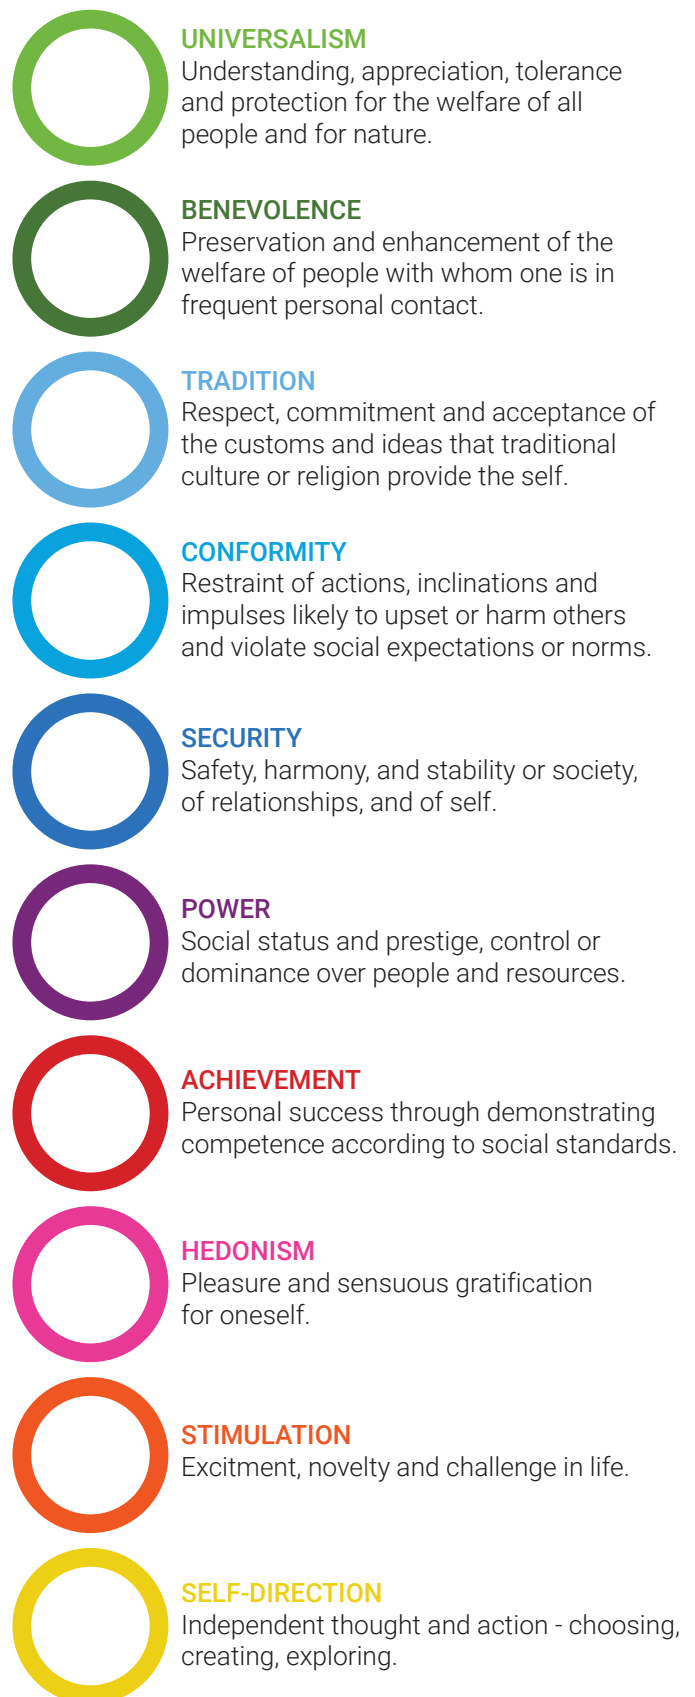 UNIVERSALISM
Understanding, appreciation, tolerance
and protection for the welfare of all
people and for nature.
BENEVOLENCE
Preservation and enhancement of the
welfare of people with whom one is in
frequent personal contact.
TRADITION
Respect, commitment and acceptance of
the customs and ideas that traditional
culture or religion provide the self.
CONFORMITY
Restraint of actions, inclinations and
impulses likely to upset or harm others
and violate social expectations or norms.
SECURITY
Safety, harmony, and stability or society,
of relationships, and of self.
POWER
Social status and prestige, control or
dominance over people and resources.
ACHIEVEMENT
Personal success through demonstrating
competence according to social standards.
HEDONISM
Pleasure and sensuous gratification
for oneself.
STIMULATION
Excitment, novelty and challenge in life.
SELF-DIRECTION
Independent thought and action - choosing,
creating, exploring.